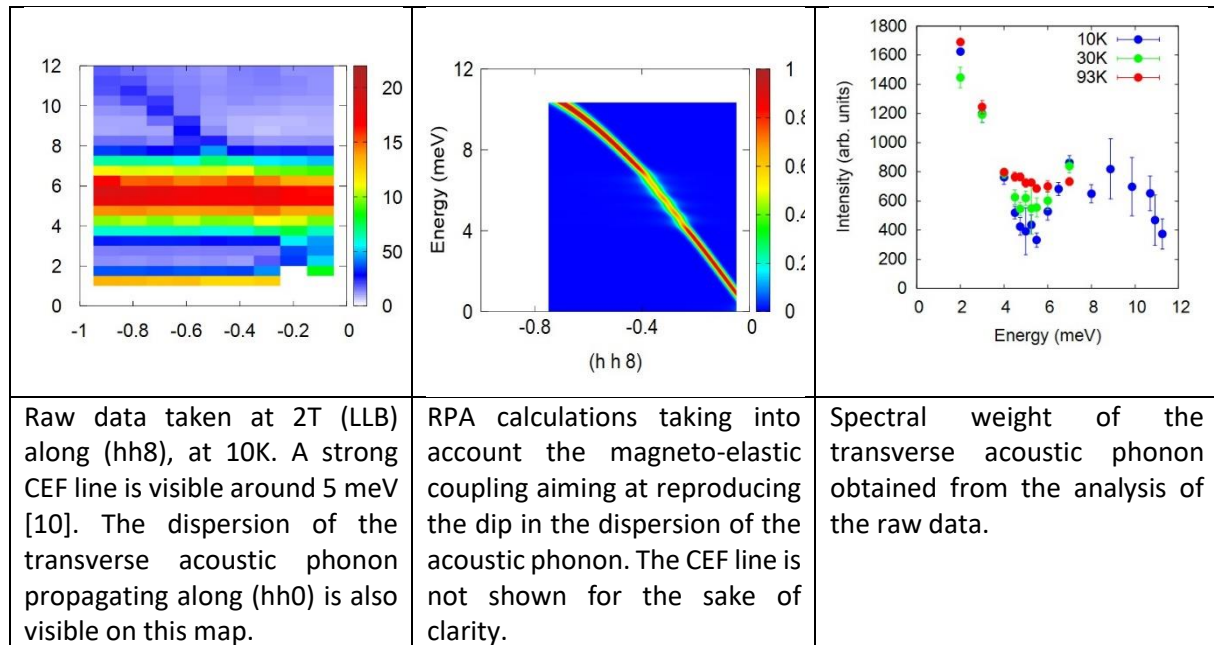 12
10
8
6
4
2
0
-1 -0.8 -0.6 -0.4 -0.2 0
20
15
10
50
0
Energy (meV)
12
8
4
0
-0.8 -0.4 0
(h h 8)
1
0.8
0.6
0.4
0.2
0
Intensity (arb. units)
1800
1600
1400
1200
1000
800
600
400
200
0
0 2 4 6 8 10 12
Energy (meV)
10K
30K
93K
Raw data taken at 2T (LLB)
along (hh8), at 10K. A strong
CEF line is visible around 5 meV
[10]. The dispersion of the
transverse acoustic phonon
propagating along (hh0) is also
visible on this map.
RPA calculations taking into
account the magneto-elastic
coupling aiming at reproducing
the dip in the dispersion of the
acoustic phonon. The CEF line is
not shown for the sake of
clarity.
Spectral weight of the
transverse acoustic phonon
obtained from the analysis of
the raw data.